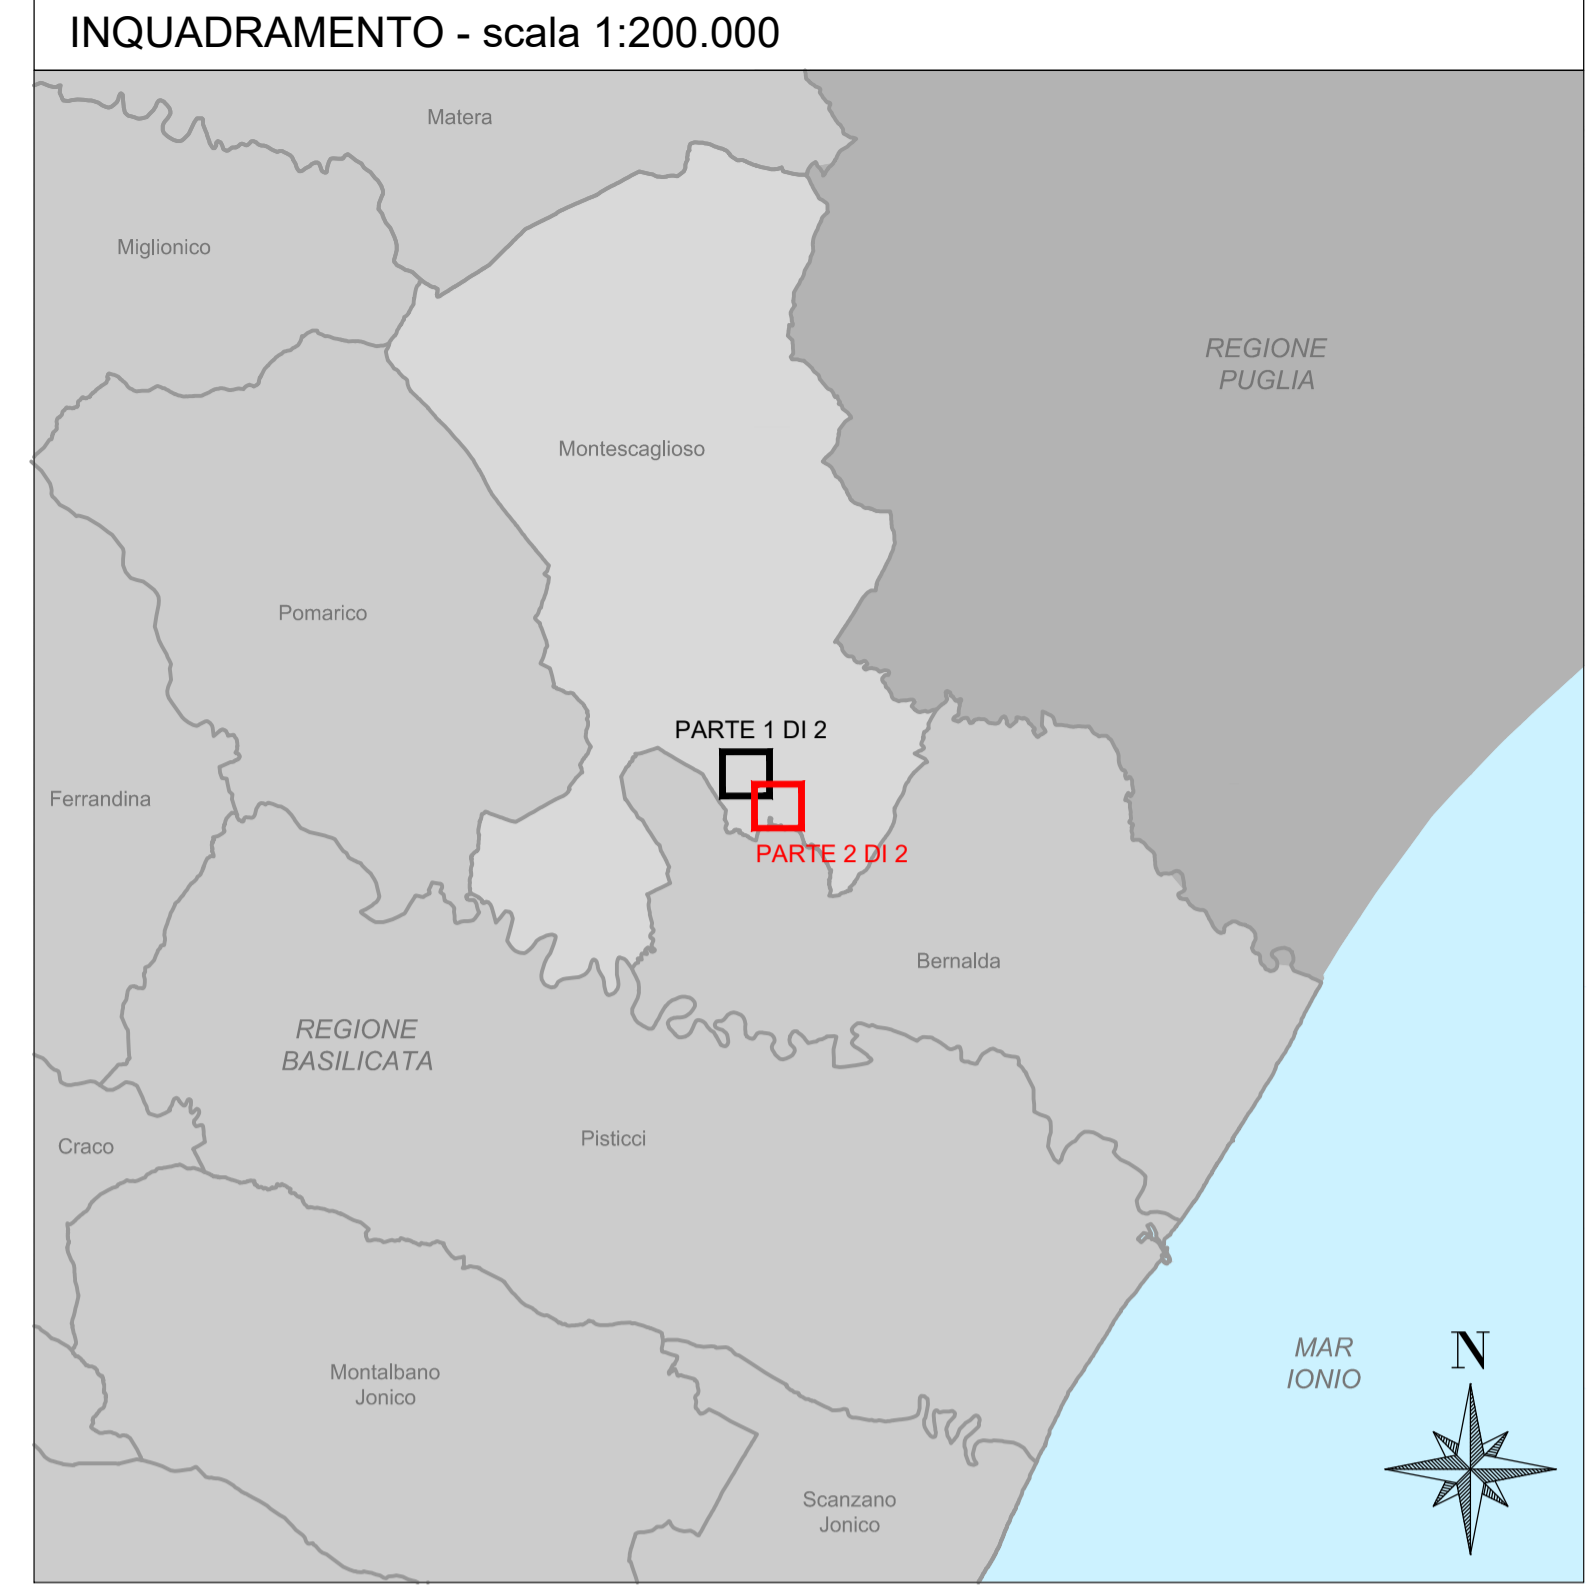 INQUADRAMENTO - scala 1:200.000
Matera
Miglionico
REGIONE
PUGLIA
Montescaglioso
Pomarico
PARTE 1 DI 2
Ferrandina
PARTE 2 DI 2
Bernalda
REGIONE
BASILICATA
Pisticci
Craco
MAR
IONIO
N
Montalbano
Jonico
Scanzano
Jonico